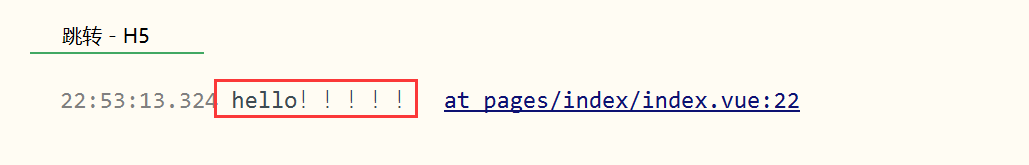 跳转 - H5
22:53:13.324 hello！！！！！ at pages/index/index.vue:22